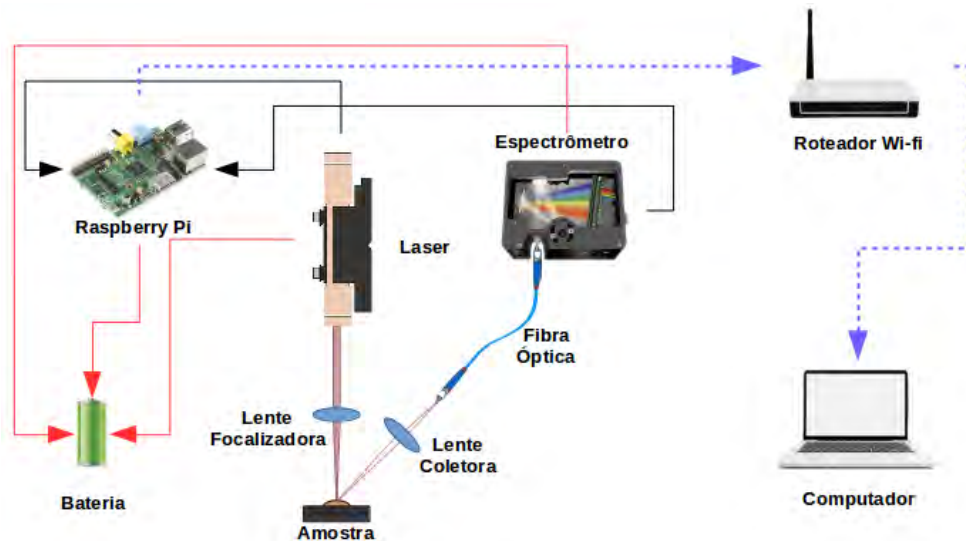 Espectrômetro
Roteador Wi-fi
Raspberry Pi
Laser
Fibra
Óptica
Lente
Focalizadora
Lente
Coletora
Bateria
Computador
Amostra